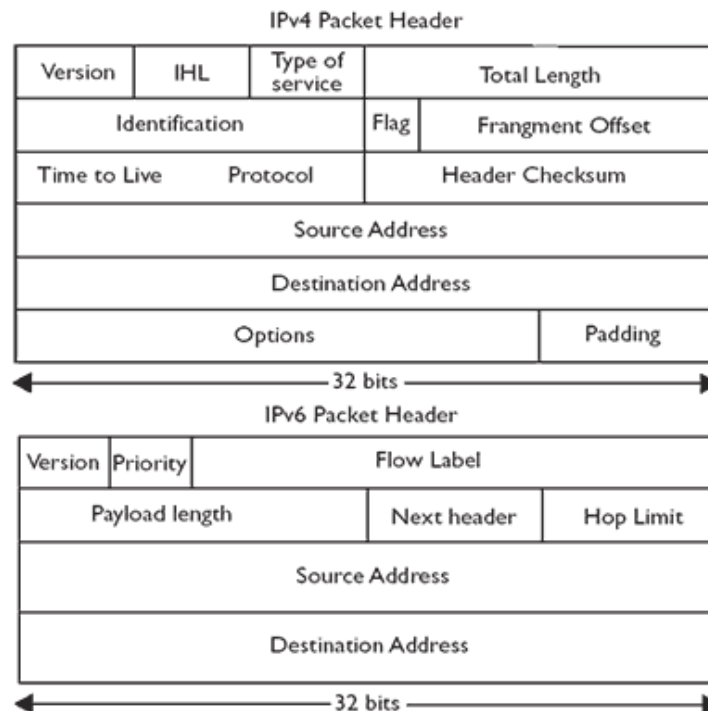 IPv4 Packet Header
Version IHL Type of service Total Length
Identification Flag Frangment Offset
Time to Live Protocol Header Checksum
Source Address
Destination Address
Options Padding
32 bits
IPv6 Packet Header
Version Priority Flow Label
Payload length Next header Hop Limit
Source Address
Destination Address
32 bits